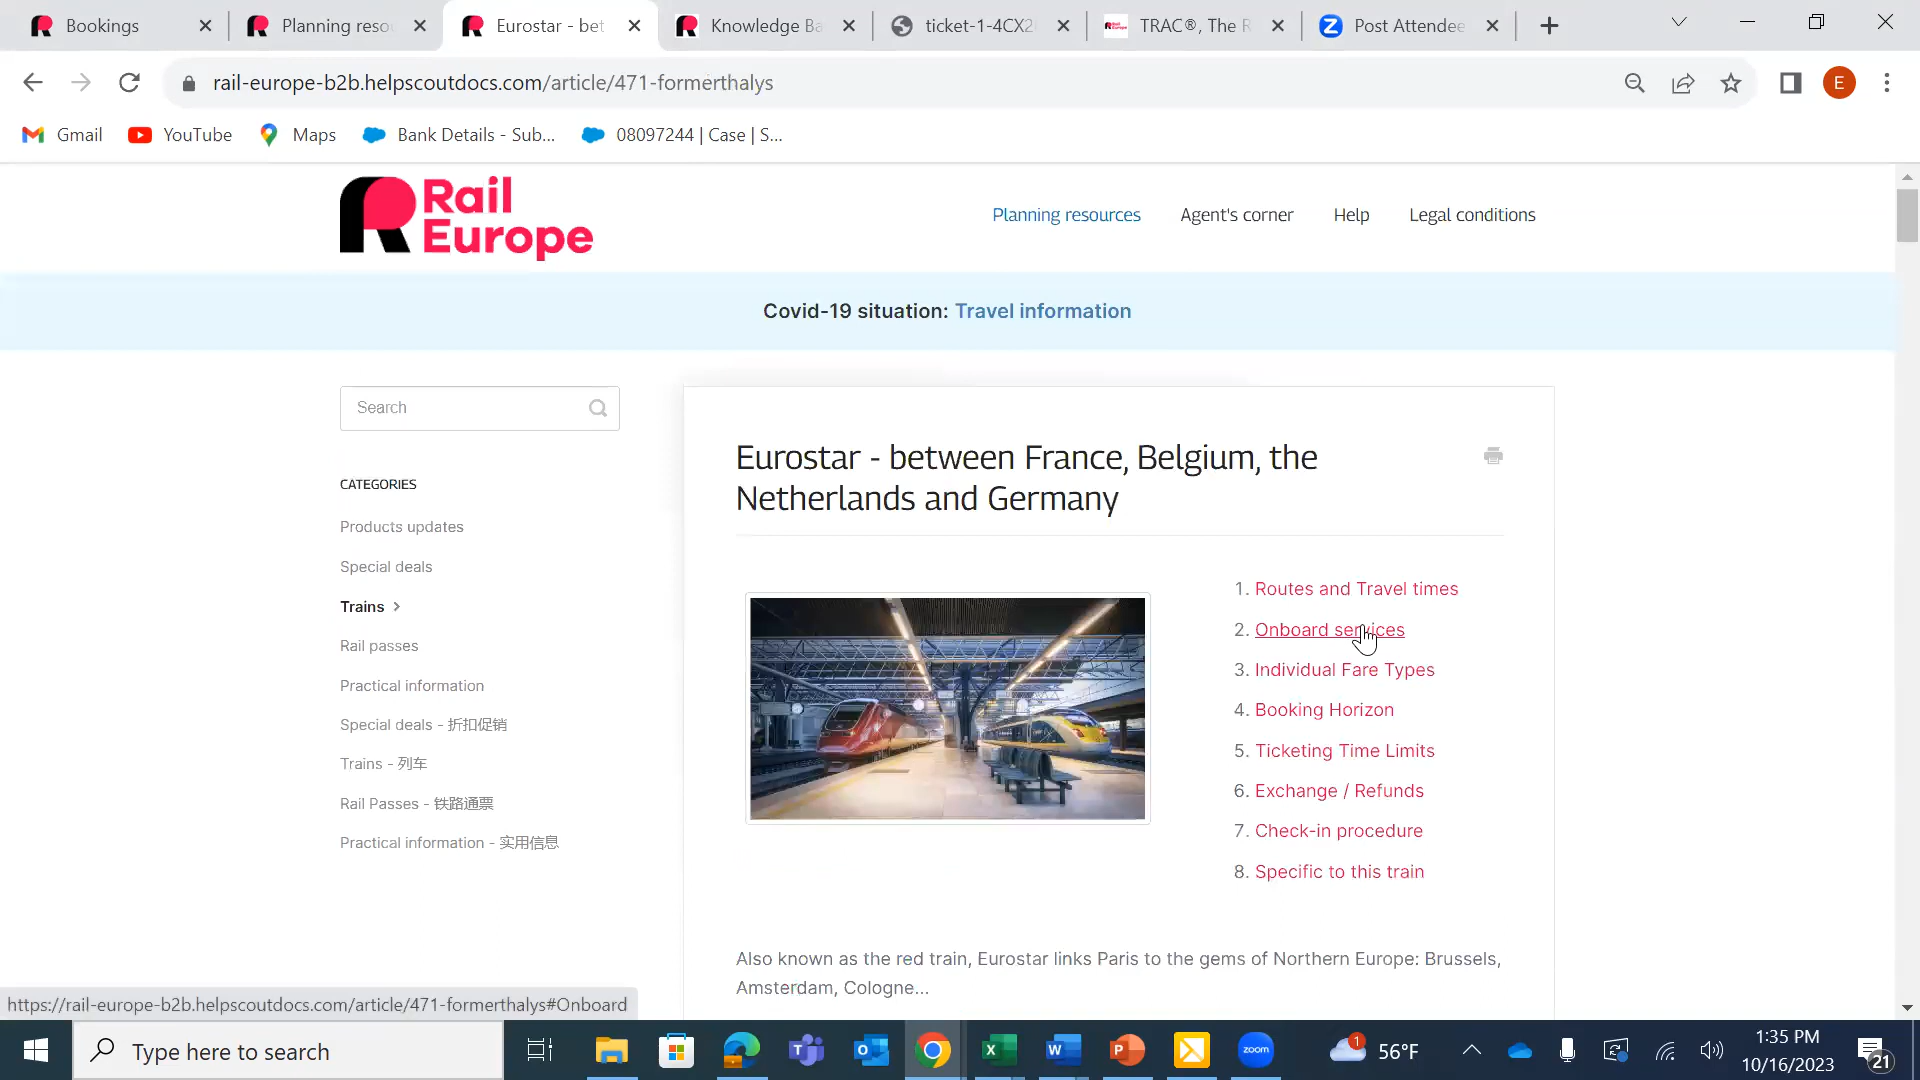 Bookings
Planning reso
Eurostar - bet
Knowledge Ba
ticket-1-4CX2
TRAC®, The R
Post Attendee
rail-europe-b2b.helpscoutdocs.com/article/471-formerthalys
E
Gmail
YouTube
Maps
Bank Details - Sub...
08097244 | Case | S...
Rail
Europe
Planning resources
Agent's corner
Help
Legal conditions
Covid-19 situation: Travel information
Search
CATEGORIES
Products updates
Special deals
Trains
Rail passes
Practical information
Special deals - 折扣促销
Trains - 列车
Rail Passes - 铁路通票
Practical information - 实用信息
Eurostar - between France, Belgium, the
Netherlands and Germany
1. Routes and Travel times
2. Onboard services
3. Individual Fare Types
4. Booking Horizon
5. Ticketing Time Limits
6. Exchange / Refunds
7. Check-in procedure
8. Specific to this train
Also known as the red train, Eurostar links Paris to the gems of Northern Europe: Brussels,
Amsterdam, Cologne...
https://rail-europe-b2b.helpscoutdocs.com/article/471-formerthalys#Onboard
Type here to search
zoom
1
56°F
1:35 PM
10/16/2023
21